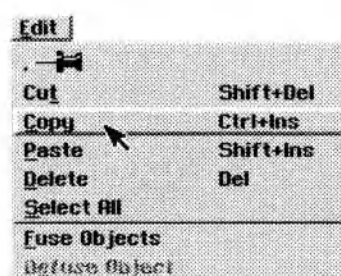 Edit
Cut Shift+Del
Copy Ctrl+Ins
Paste Shift+Ins
Delete Del
Select All
Fuse Objects
Defuse Object